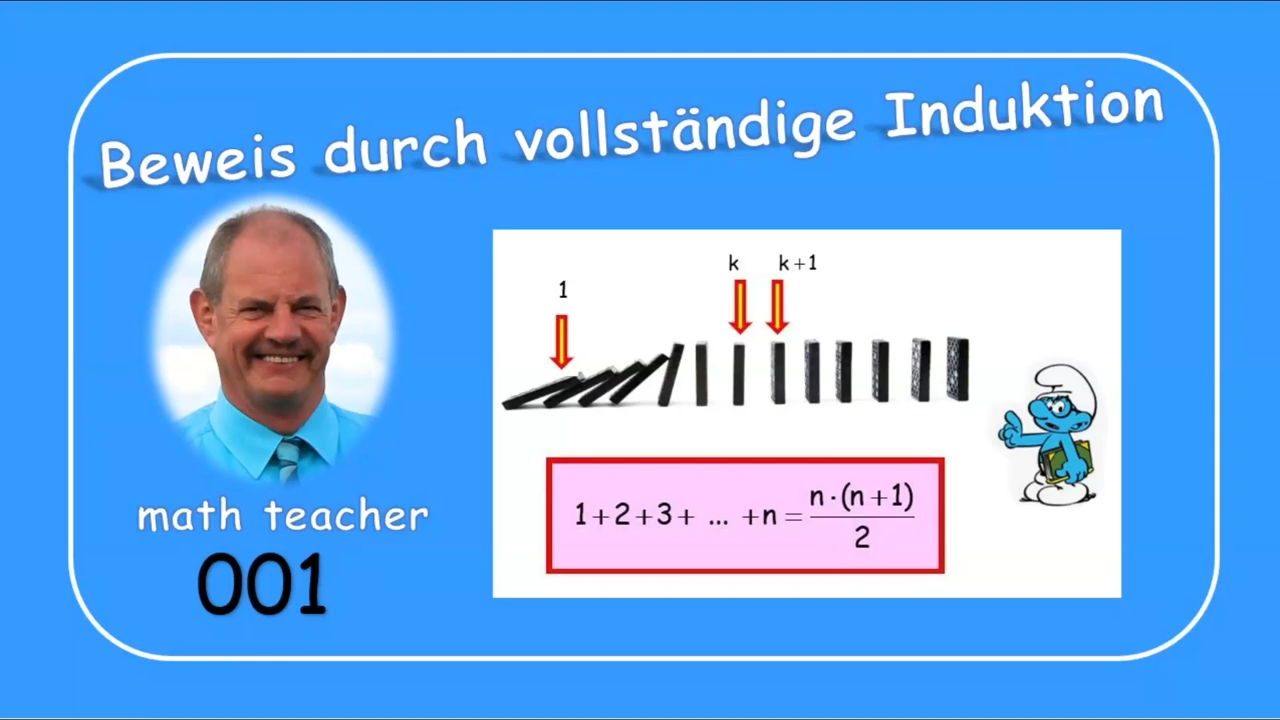 Beweis durch vollständige Induktion
math teacher
001
1
k k+1
1+2+3+ ... +n = n·(n+1)
2